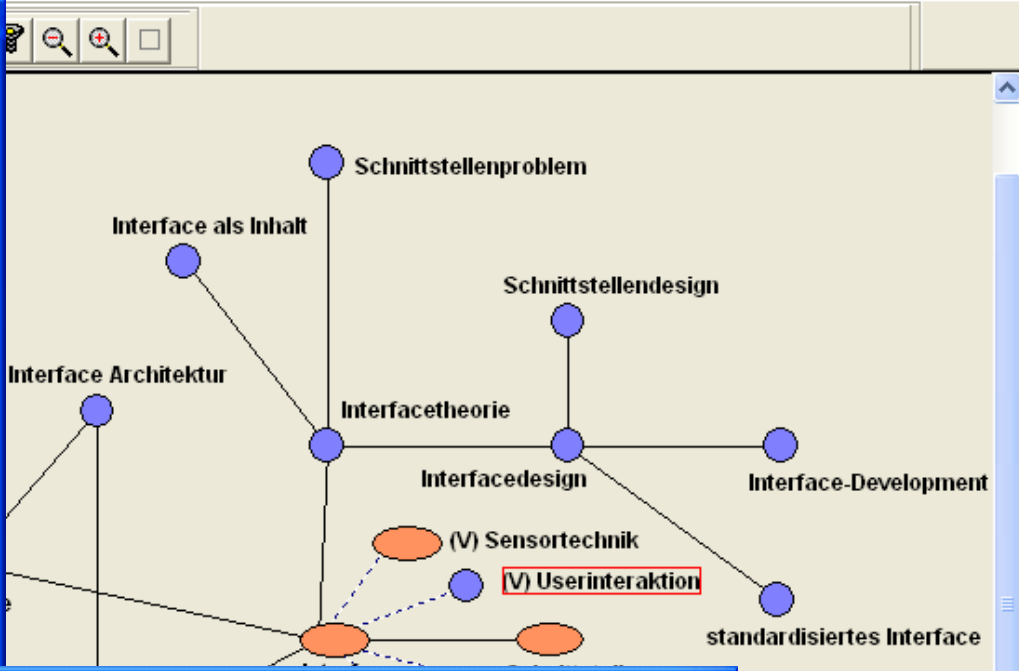 Schnittstellenproblem
Interface als Inhalt
Schnittstellendesign
Interface Architektur
Interfacetheorie
Interfacedesign
Interface-Development
(V) Sensortechnik
(V) Userinteraktion
standardisiertes Interface